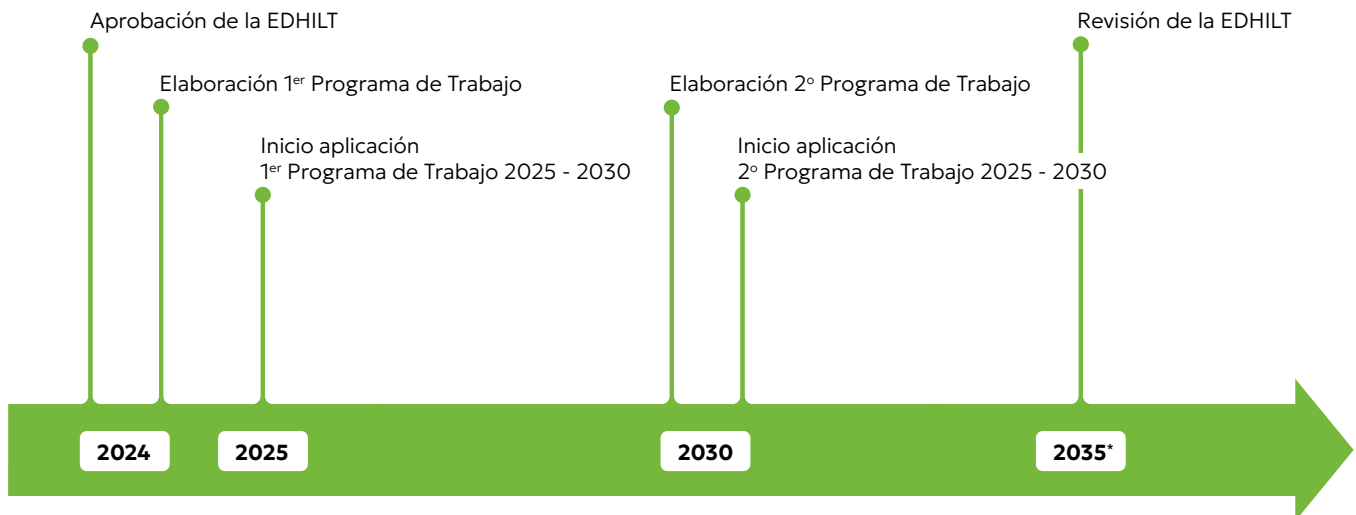 Aprobación de la EDHILT
Revisión de la EDHILT
Elaboración 1er Programa de Trabajo
Elaboración 2o Programa de Trabajo
Inicio aplicación
1er Programa de Trabajo 2025 - 2030
Inicio aplicación
2o Programa de Trabajo 2025 - 2030
2024
2025
2030
2035*